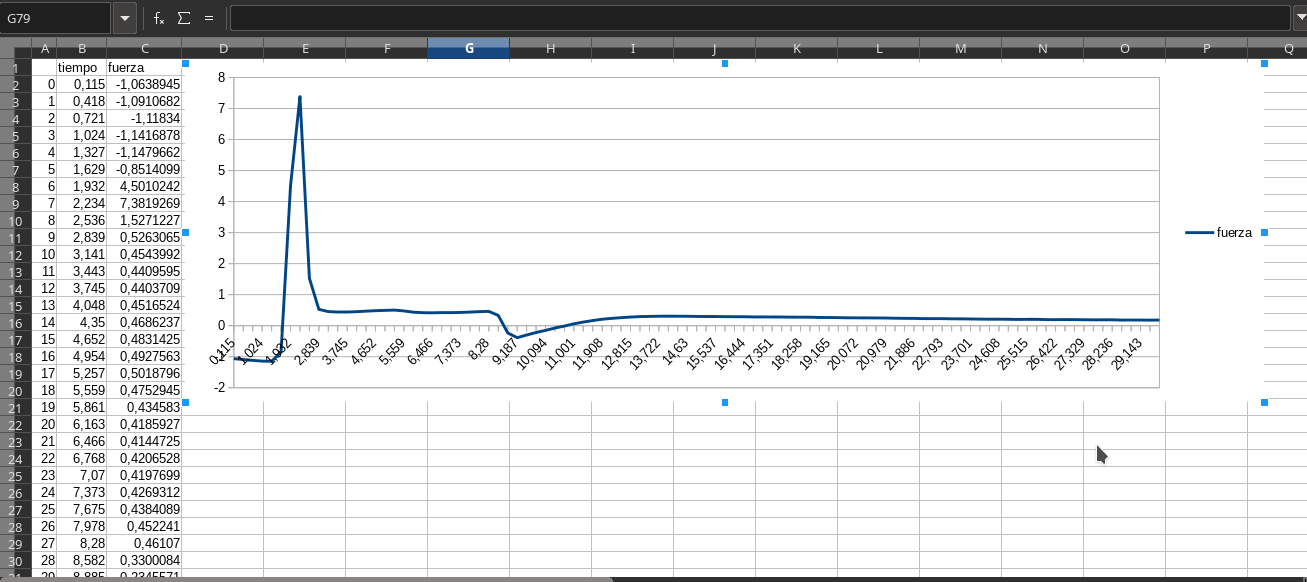 G79
fx Σ =
A B C D E F G H I J K L M N O P Q
1 tiempo fuerza
2 0 0,115 -1,0638945
3 1 0,418 -1,0910682
4 2 0,721 -1,11834
5 3 1,024 -1,1416878
6 4 1,327 -1,1479662
7 5 1,629 -0,8514099
8 6 1,932 4,5010242
9 7 2,234 7,3819269
10 8 2,536 1,5271227
11 9 2,839 0,5263065
12 10 3,141 0,4543992
13 11 3,443 0,4409595
14 12 3,745 0,4403709
15 13 4,048 0,4516524
16 14 4,35 0,4686237
17 15 4,652 0,4831425
18 16 4,954 0,4927563
19 17 5,257 0,5018796
20 18 5,559 0,4752945
21 19 5,861 0,434583
22 20 6,163 0,4185927
23 21 6,466 0,4144725
24 22 6,768 0,4206528
25 23 7,07 0,4197699
26 24 7,373 0,4269312
27 25 7,675 0,4384089
28 26 7,978 0,452241
29 27 8,28 0,46107
30 28 8,582 0,3300084
31 29 8,885 0,2345571
8
7
6
5
4
3
2
1
0
-1
-2
0,115 1,024 1,932 2,839 3,745 4,652 5,559 6,466 7,373 8,28 9,187 10,094 11,001 11,908 12,815 13,722 14,63 15,537 16,444 17,351 18,258 19,165 20,072 20,979 21,886 22,793 23,701 24,608 25,515 26,422 27,329 28,236 29,143
fuerza